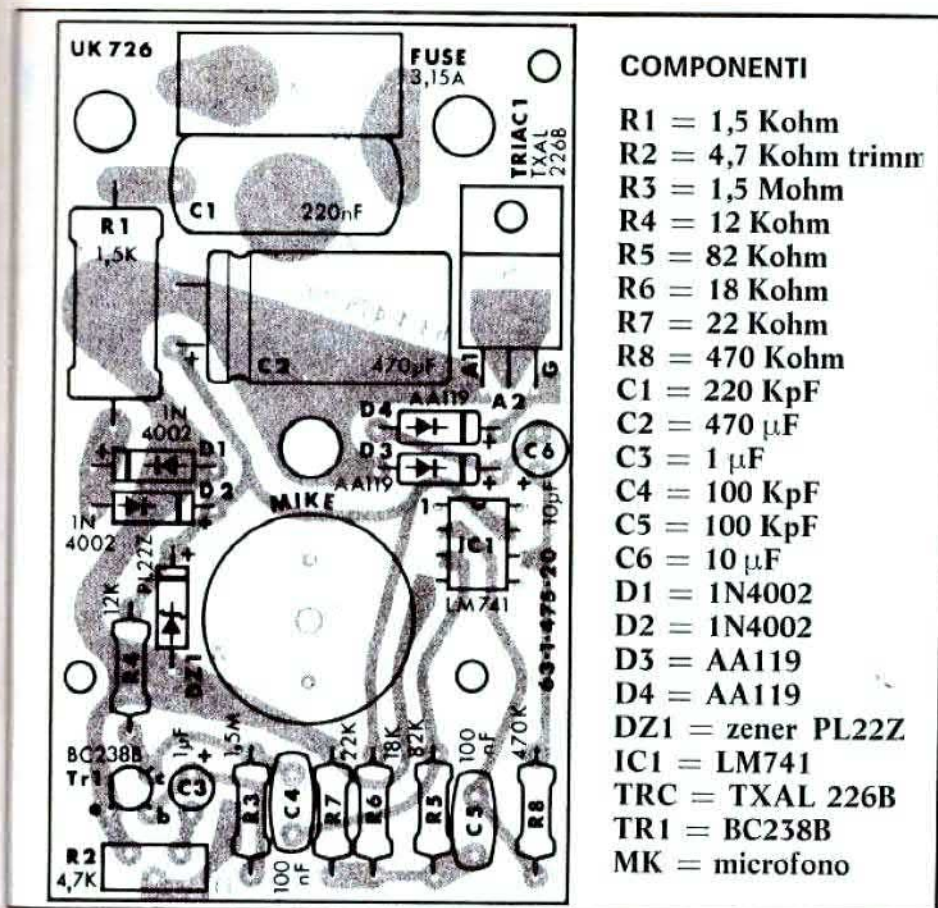 UK 726
FUSE
3,15A
TRIAC1
TXAL
226B
C1
220nF
R1
1,5K
C2
470µF
A1
A2
G
D4
AA119
+
D3
AA119
+
C6
+
10µF
1N
4002
D1
+
D2
+
1N
4002
MIKE
1
IC1
LM741
PL22Z
+
DZ1
12K
R4
63-1-475-20
BC238B
Tr1
c
e
b
1µF
+
C3
R2
4,7K
1,5M
R3
C4
100
nF
22K
R7
18K
R6
82K
R5
100
nF
C5
470K
R8
COMPONENTI
R1 = 1,5 Kohm
R2 = 4,7 Kohm trimm
R3 = 1,5 Mohm
R4 = 12 Kohm
R5 = 82 Kohm
R6 = 18 Kohm
R7 = 22 Kohm
R8 = 470 Kohm
C1 = 220 KpF
C2 = 470 µF
C3 = 1 µF
C4 = 100 KpF
C5 = 100 KpF
C6 = 10 µF
D1 = 1N4002
D2 = 1N4002
D3 = AA119
D4 = AA119
DZ1 = zener PL22Z
IC1 = LM741
TRC = TXAL 226B
TR1 = BC238B
MK = microfono